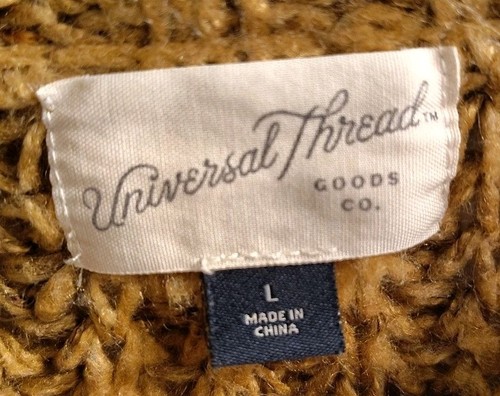 Universal Thread™
GOODS
CO.
L
MADE IN
CHINA